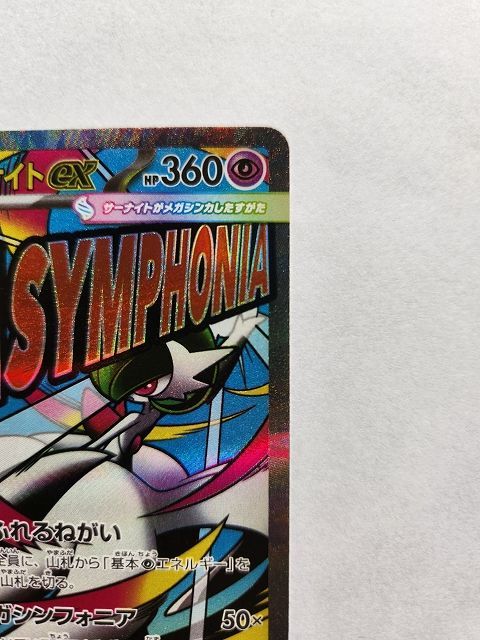 ナイトex HP 360
サーナイトがメガシンカしたすがた
SYMPHONIA
ふれるねがい
全員に、山札から「基本エネルギー」を
山札を切る。
ガシンフォニア 50×